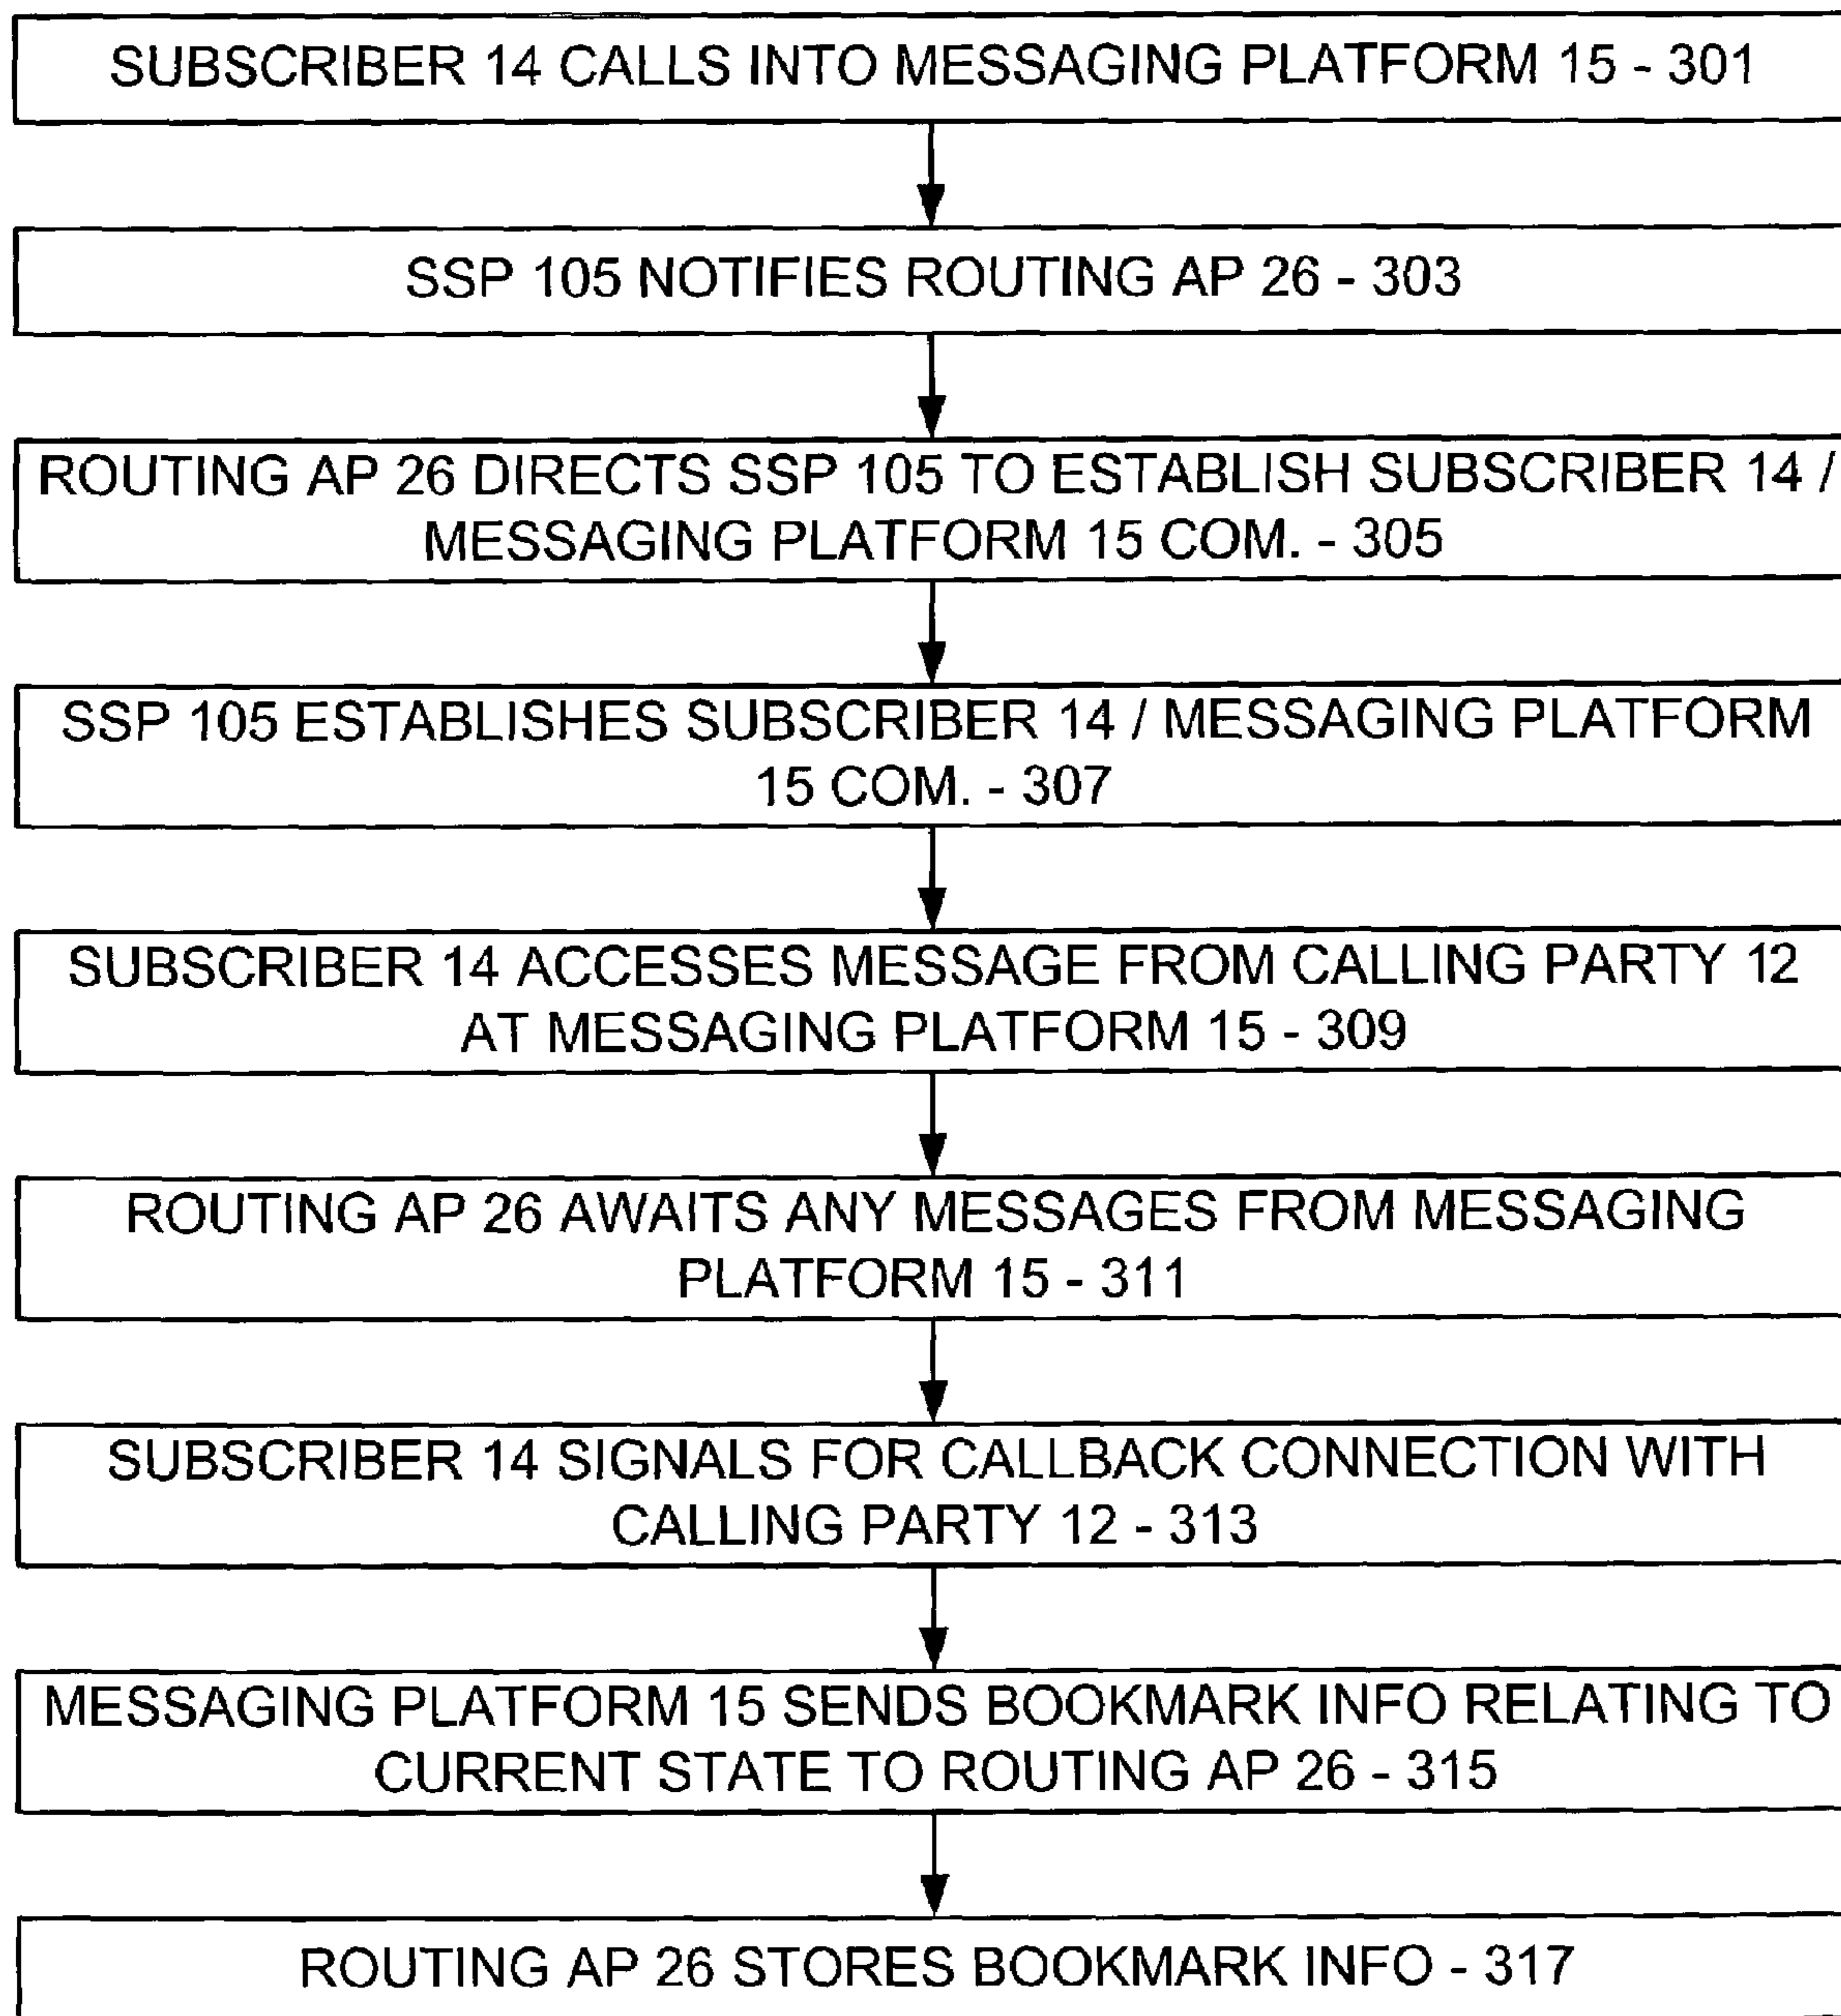 SUBSCRIBER 14 CALLS INTO MESSAGING PLATFORM 15 - 301
SSP 105 NOTIFIES ROUTING AP 26 - 303
ROUTING AP 26 DIRECTS SSP 105 TO ESTABLISH SUBSCRIBER 14 /
MESSAGING PLATFORM 15 COM. - 305
SSP 105 ESTABLISHES SUBSCRIBER 14 / MESSAGING PLATFORM
15 COM. - 307
SUBSCRIBER 14 ACCESSES MESSAGE FROM CALLING PARTY 12
AT MESSAGING PLATFORM 15 - 309
ROUTING AP 26 AWAITS ANY MESSAGES FROM MESSAGING
PLATFORM 15 - 311
SUBSCRIBER 14 SIGNALS FOR CALLBACK CONNECTION WITH
CALLING PARTY 12 - 313
MESSAGING PLATFORM 15 SENDS BOOKMARK INFO RELATING TO
CURRENT STATE TO ROUTING AP 26 - 315
ROUTING AP 26 STORES BOOKMARK INFO - 317